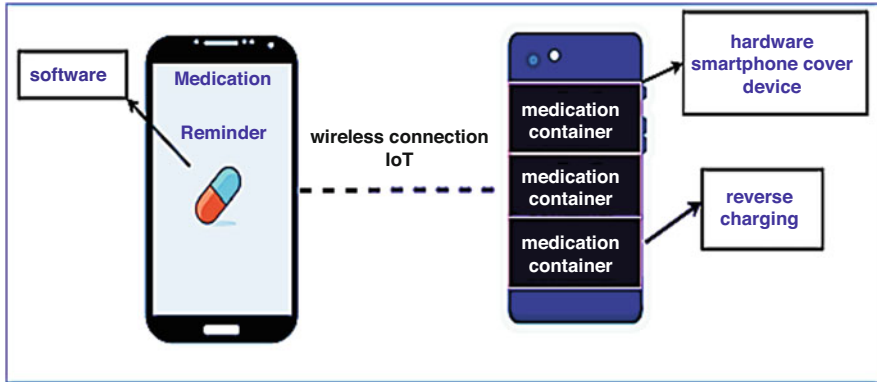 software
Medication
Reminder
wireless connection
IoT
medication
container
medication
container
medication
container
hardware
smartphone cover
device
reverse
charging